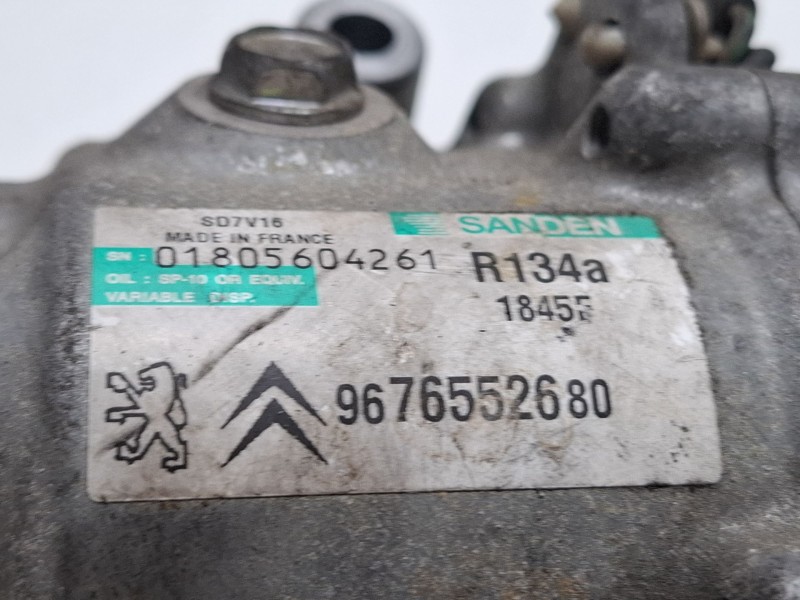 SD7V16
SANDEN
MADE IN FRANCE
SN : 01805604261
R134a
OIL : SP-10 OR EQUIV.
VARIABLE DISP.
9676552680